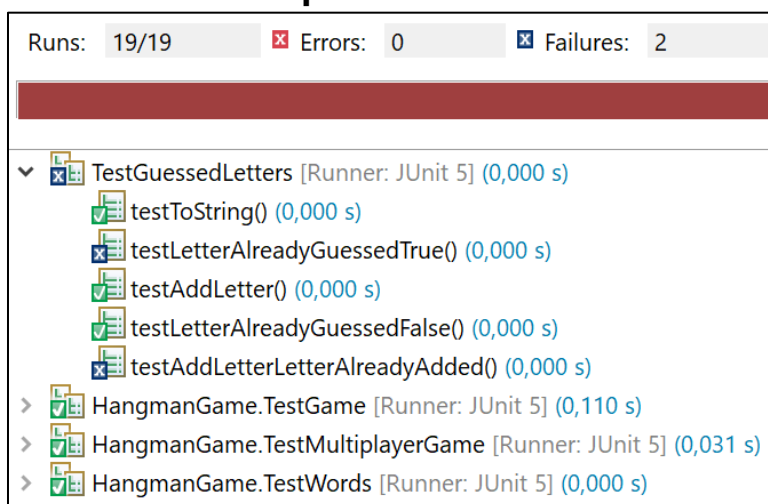 Runs: 19/19 Errors: 0 Failures: 2
TestGuessedLetters [Runner: JUnit 5] (0,000 s)
testToString() (0,000 s)
testLetterAlreadyGuessedTrue() (0,000 s)
testAddLetter() (0,000 s)
testLetterAlreadyGuessedFalse() (0,000 s)
testAddLetterLetterAlreadyAdded() (0,000 s)
HangmanGame.TestGame [Runner: JUnit 5] (0,110 s)
HangmanGame.TestMultiplayerGame [Runner: JUnit 5] (0,031 s)
HangmanGame.TestWords [Runner: JUnit 5] (0,000 s)